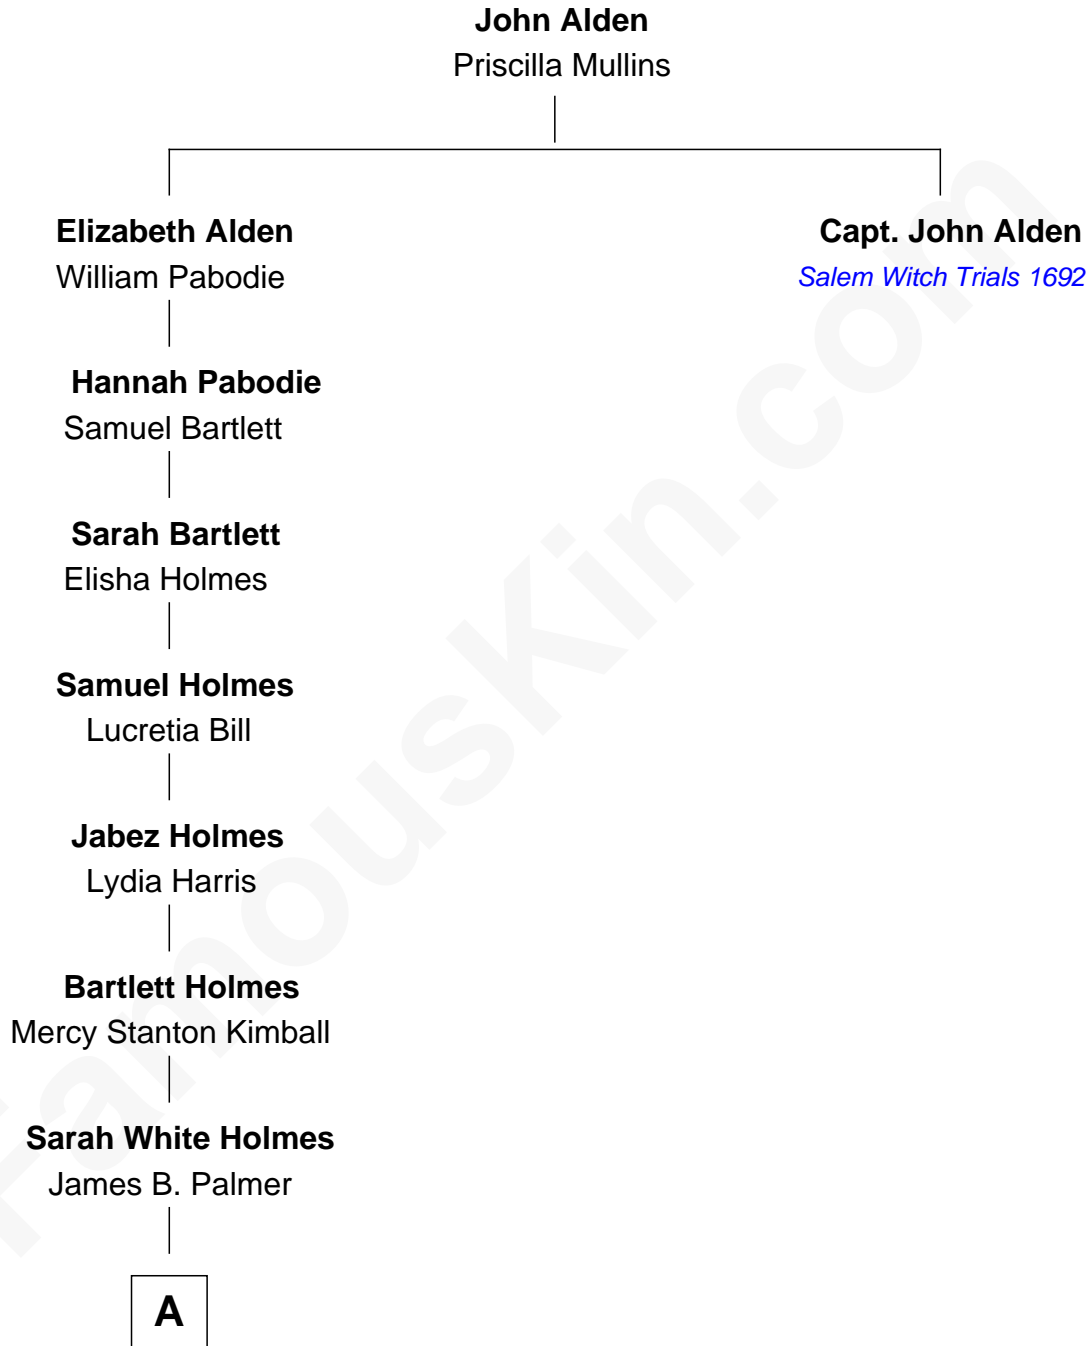 John Alden
Priscilla Mullins
Elizabeth Alden
William Pabodie
Capt. John Alden
Salem Witch Trials 1692
Hannah Pabodie
Samuel Bartlett
Sarah Bartlett
Elisha Holmes
Samuel Holmes
Lucretia Bill
Jabez Holmes
Lydia Harris
Bartlett Holmes
Mercy Stanton Kimball
Sarah White Holmes
James B. Palmer
A
FamousKin.com